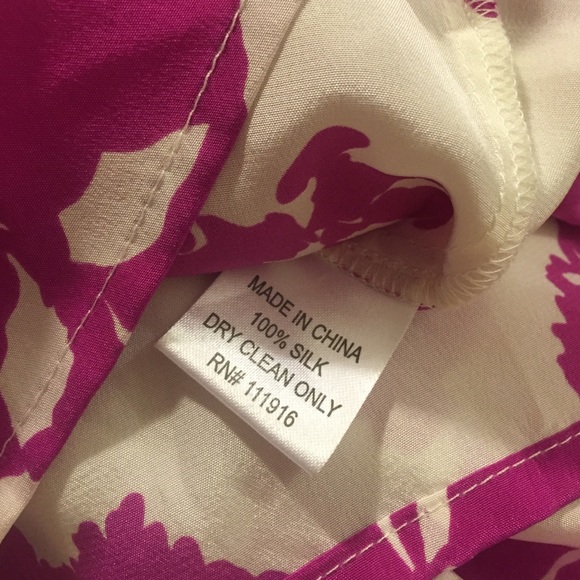 MADE IN CHINA
100% SILK
DRY CLEAN ONLY
RN# 111916